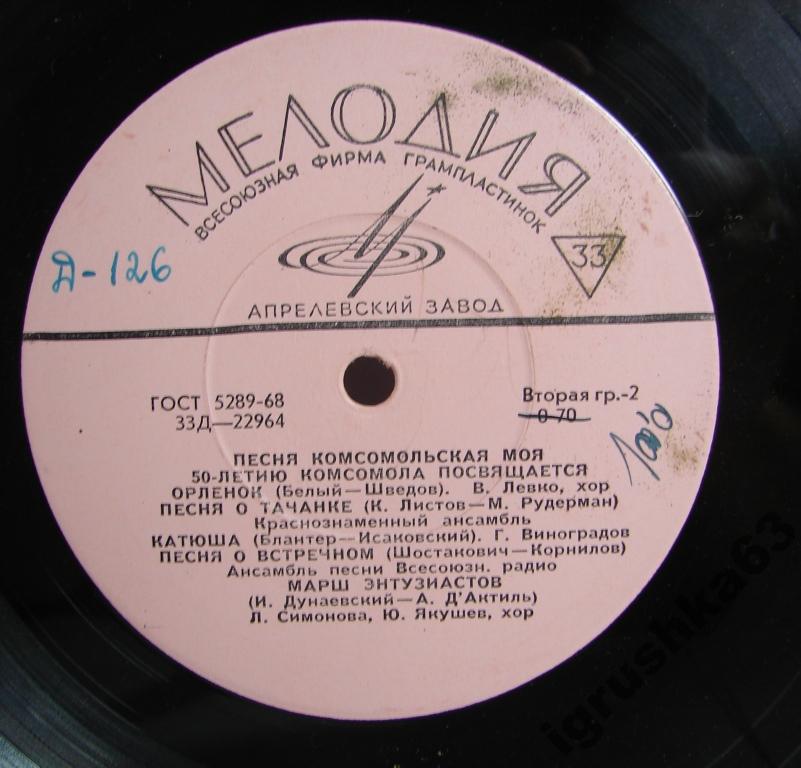 МЕЛОДИЯ
ВСЕСОЮЗНАЯ ФИРМА ГРАМПЛАСТИНОК
33
Д-126
АПРЕЛЕВСКИЙ ЗАВОД
ГОСТ 5289-68
33Д—22964
Вторая гр.-2
0-70
ПЕСНЯ КОМСОМОЛЬСКАЯ МОЯ
50-ЛЕТИЮ КОМСОМОЛА ПОСВЯЩАЕТСЯ
ОРЛЕНОК (Белый—Шведов). В. Левко, хор
ПЕСНЯ О ТАЧАНКЕ (К. Листов—М. Рудерман)
Краснознаменный ансамбль
КАТЮША (Блантер—Исаковский). Г. Виноградов
ПЕСНЯ О ВСТРЕЧНОМ (Шостакович—Корнилов)
Ансамбль песни Всесоюзн. радио
МАРШ ЭНТУЗИАСТОВ
(И. Дунаевский—А. Д'Актиль)
Л. Симонова, Ю. Якушев, хор
igrushka63